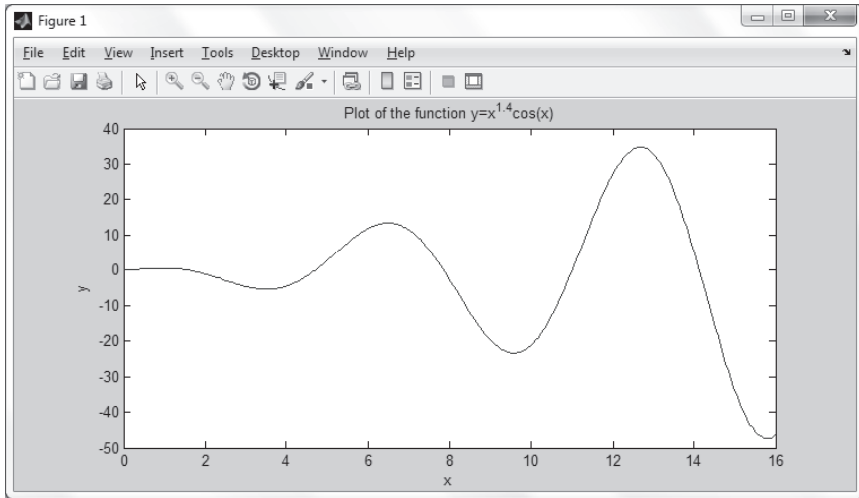 Figure 1
File Edit View Insert Tools Desktop Window Help
Plot of the function y=x^1.4cos(x)
40
30
20
10
0
-10
-20
-30
-40
-50
y
0 2 4 6 8 10 12 14 16
x